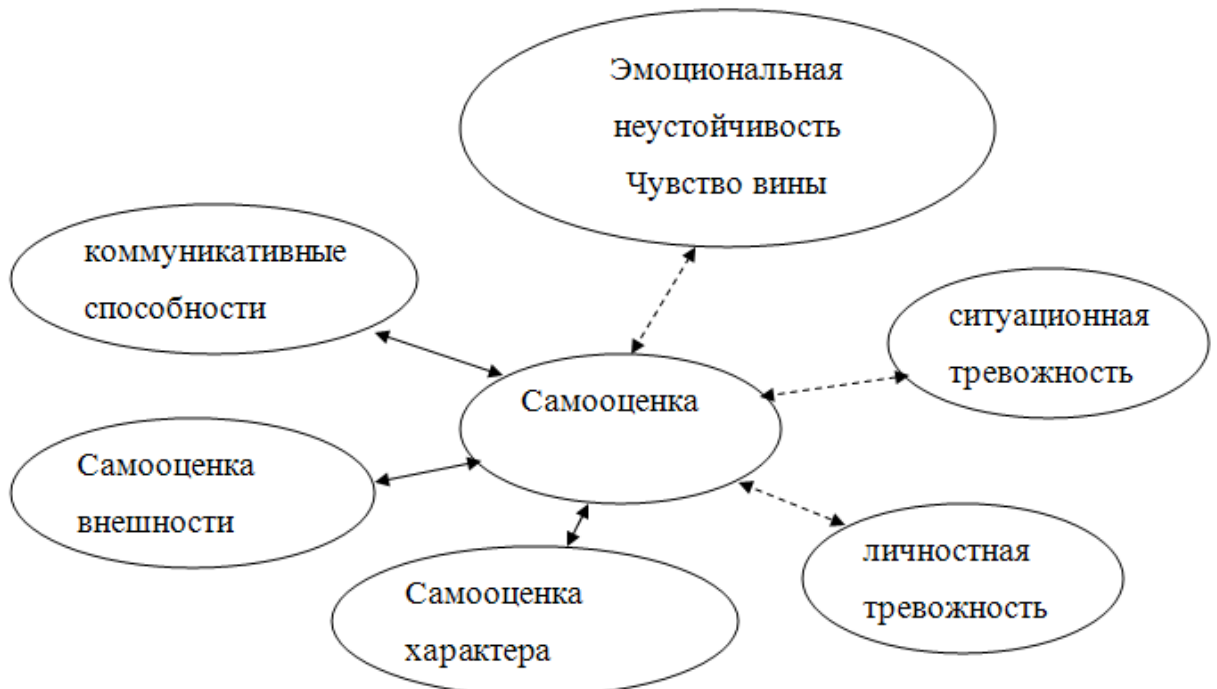 Эмоциональная
неустойчивость
Чувство вины
коммуникативные
способности
ситуационная
тревожность
Самооценка
Самооценка
внешности
личностная
тревожность
Самооценка
характера